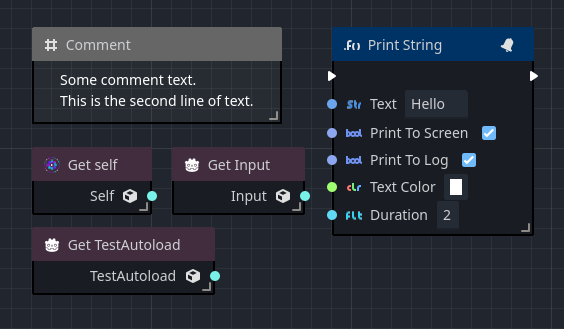 Comment
Some comment text.
This is the second line of text.
Get self
Self
Get Input
Input
Get TestAutoload
TestAutoload
Print String
Str Text Hello
bool Print To Screen
bool Print To Log
clr Text Color
flt Duration 2